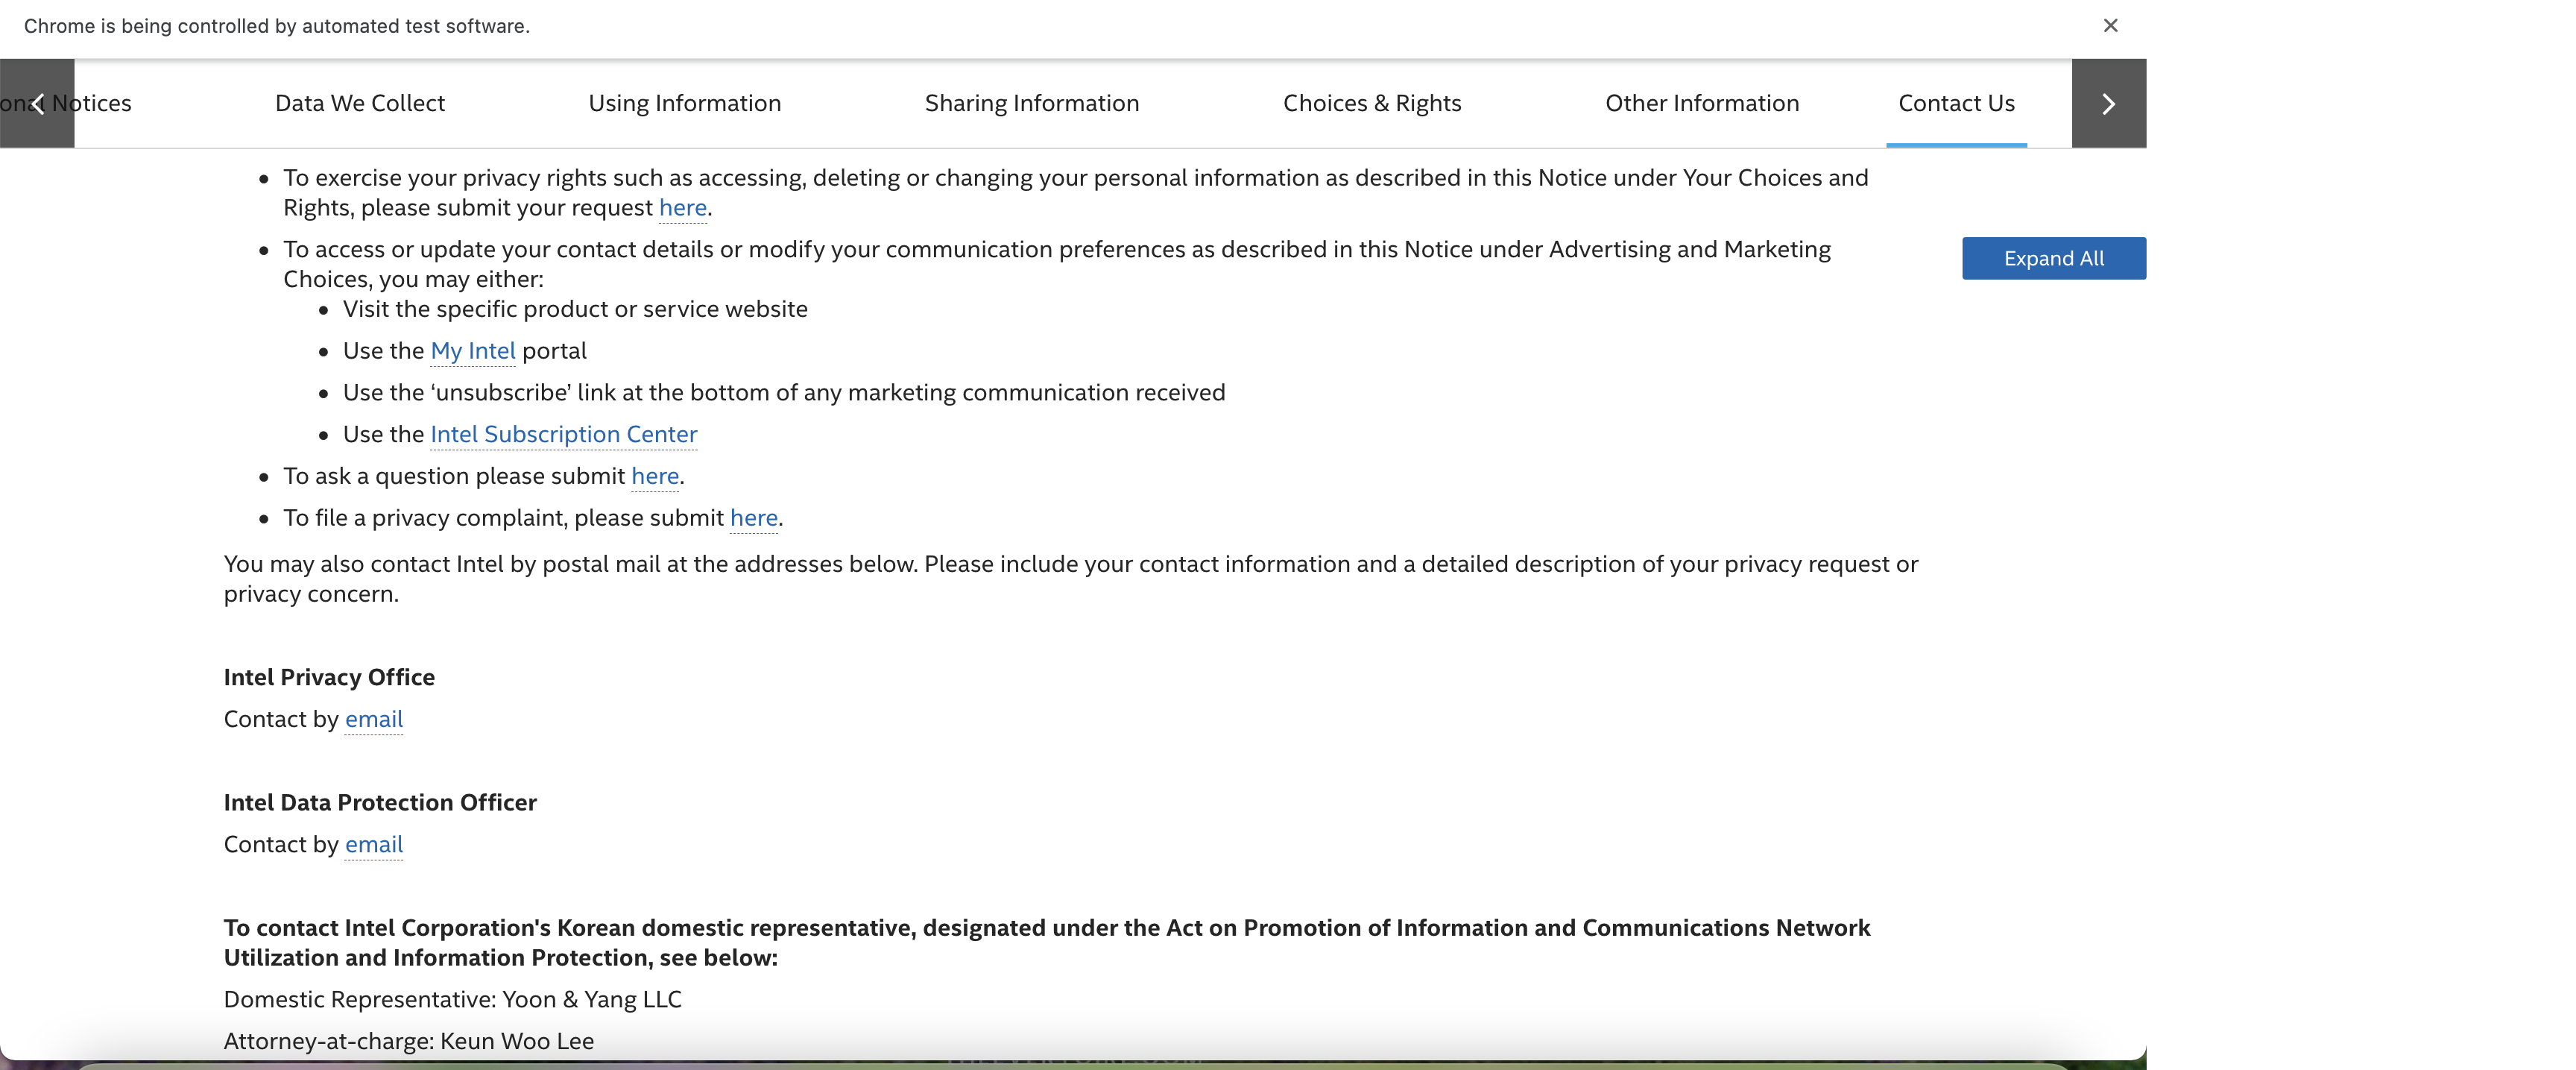 Chrome is being controlled by automated test software.
onal Notices
Data We Collect
Using Information
Sharing Information
Choices & Rights
Other Information
Contact Us
• To exercise your privacy rights such as accessing, deleting or changing your personal information as described in this Notice under Your Choices and
Rights, please submit your request here.
• To access or update your contact details or modify your communication preferences as described in this Notice under Advertising and Marketing
Choices, you may either:
Expand All
• Visit the specific product or service website
• Use the My Intel portal
• Use the ‘unsubscribe’ link at the bottom of any marketing communication received
• Use the Intel Subscription Center
• To ask a question please submit here.
• To file a privacy complaint, please submit here.
You may also contact Intel by postal mail at the addresses below. Please include your contact information and a detailed description of your privacy request or
privacy concern.
Intel Privacy Office
Contact by email
Intel Data Protection Officer
Contact by email
To contact Intel Corporation's Korean domestic representative, designated under the Act on Promotion of Information and Communications Network
Utilization and Information Protection, see below:
Domestic Representative: Yoon & Yang LLC
Attorney-at-charge: Keun Woo Lee